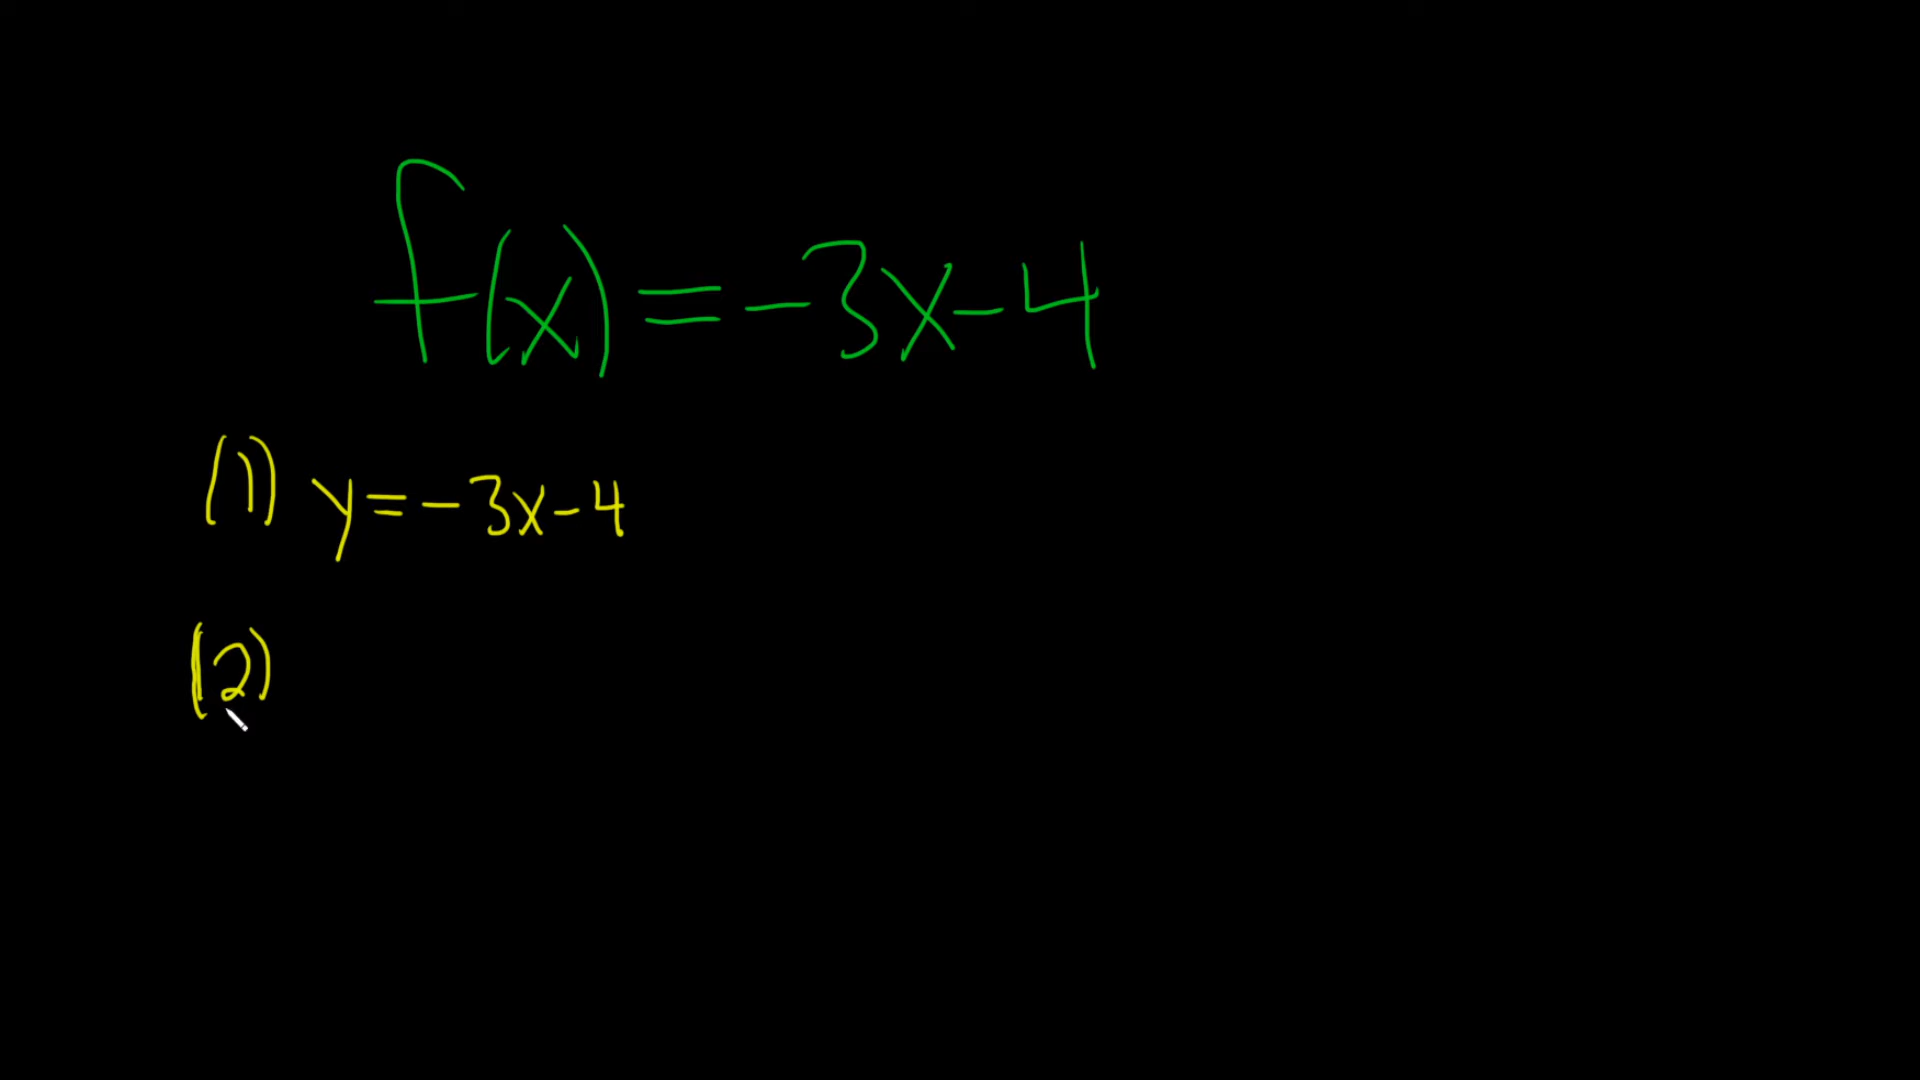 f(x) = -3x-4
(1) y = -3x-4
(2)